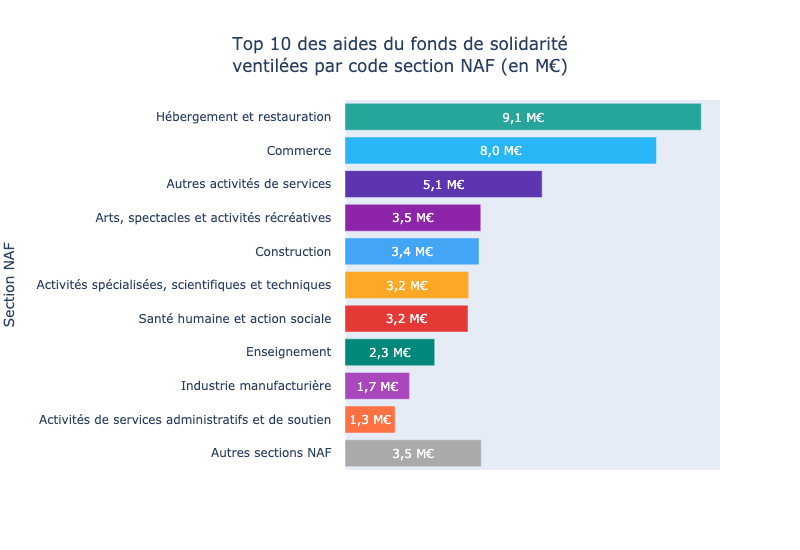 Top 10 des aides du fonds de solidarité
ventilées par code section NAF (en M€)
Section NAF
Hébergement et restauration 9,1 M€
Commerce 8,0 M€
Autres activités de services 5,1 M€
Arts, spectacles et activités récréatives 3,5 M€
Construction 3,4 M€
Activités spécialisées, scientifiques et techniques 3,2 M€
Santé humaine et action sociale 3,2 M€
Enseignement 2,3 M€
Industrie manufacturière 1,7 M€
Activités de services administratifs et de soutien 1,3 M€
Autres sections NAF 3,5 M€